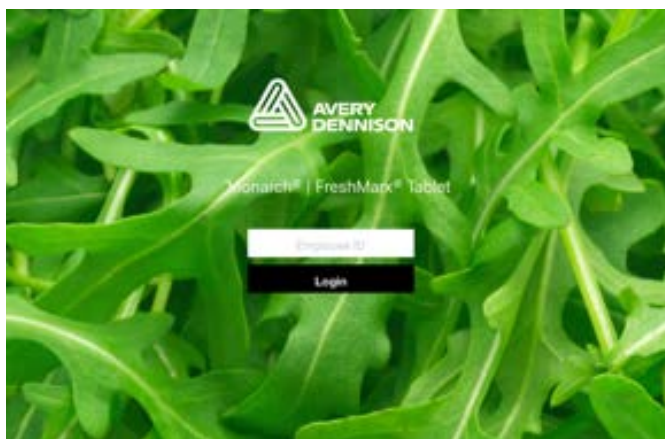 AVERY
DENNISON
Monarch® | FreshMarx® Tablet
Employee ID
Login